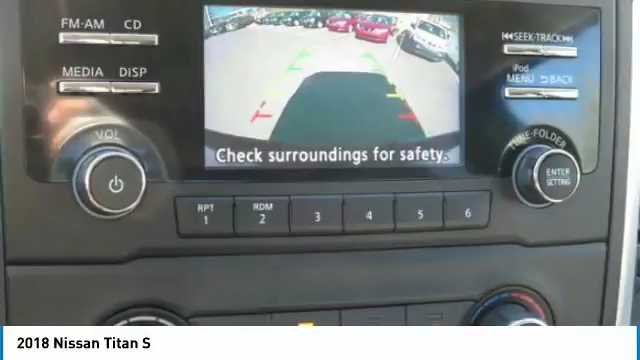 FM-AM CD
MEDIA DISP
VOL
Check surroundings for safety.
SEEK-TRACK
iPod
MENU BACK
TUNE-FOLDER
ENTER
SETTING
RPT
1
RDM
2
3
4
5
6
2018 Nissan Titan S